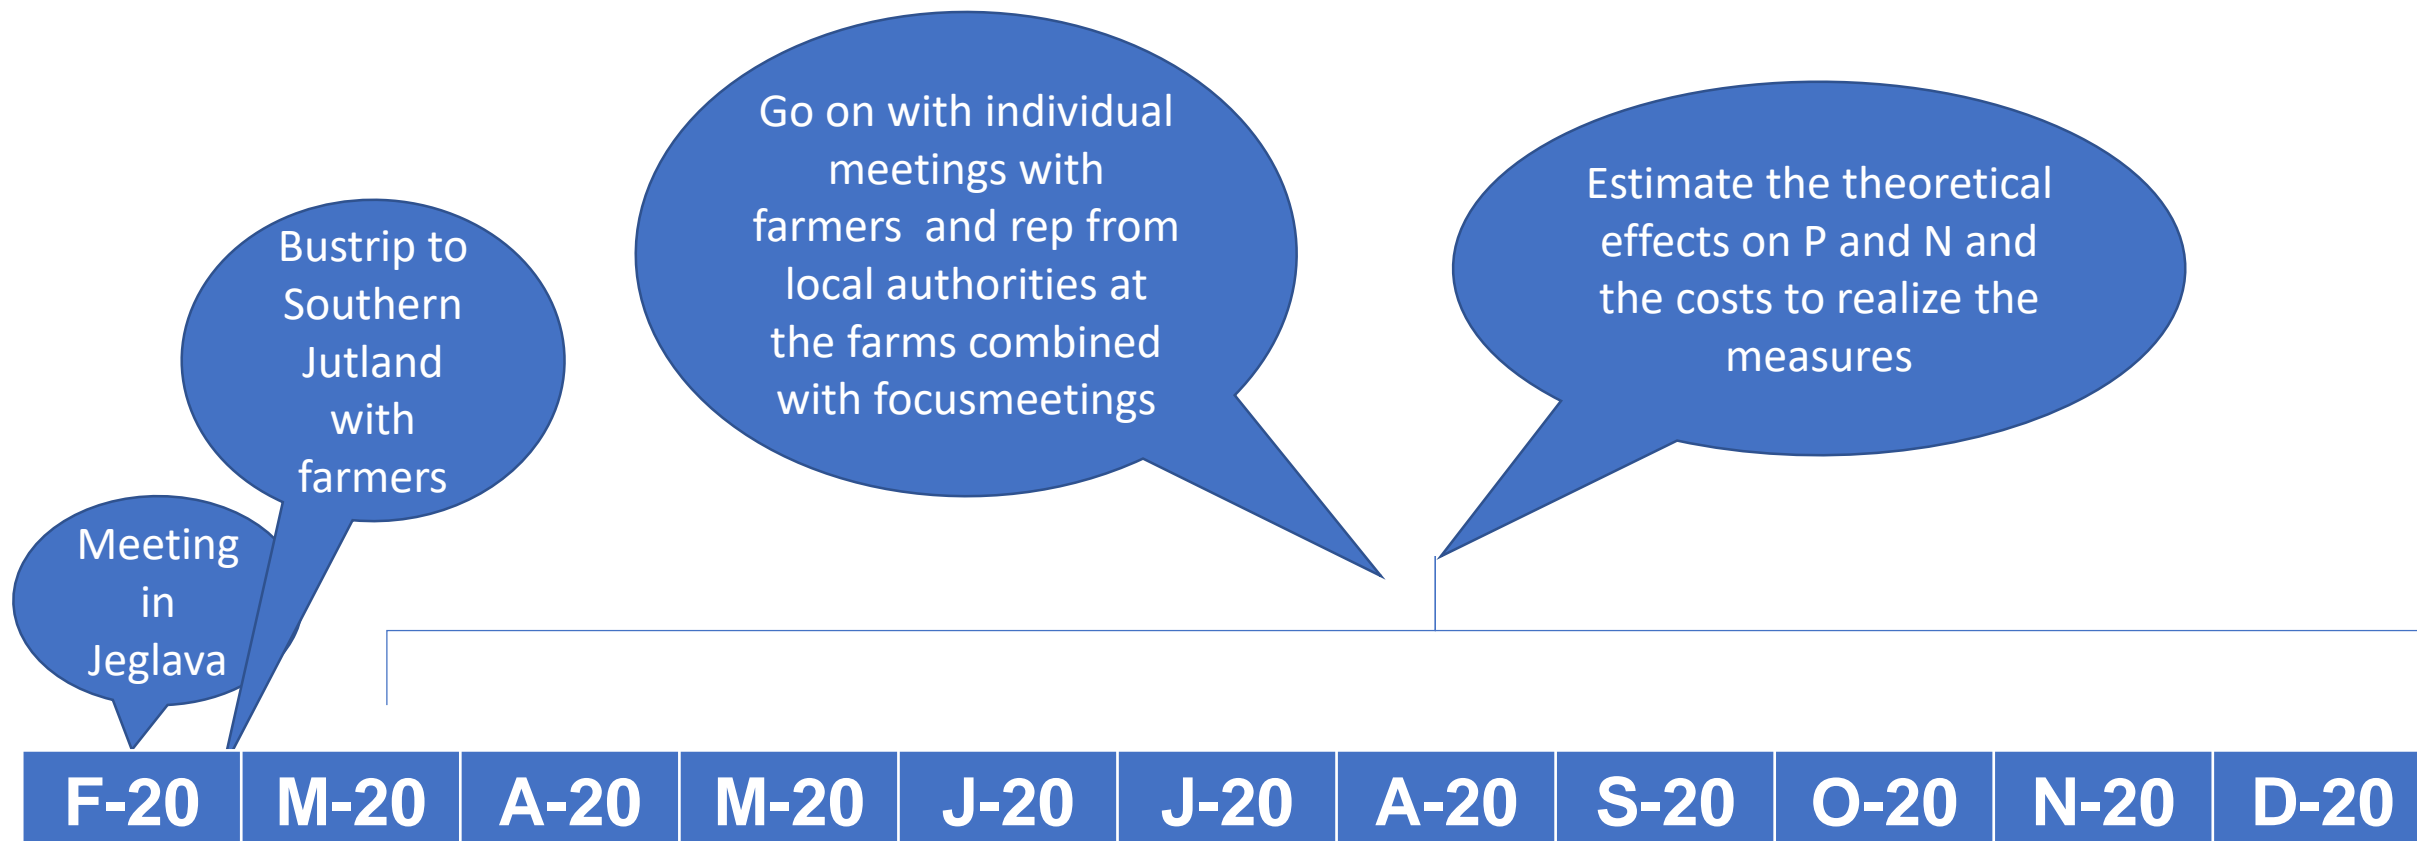 Meeting
in
Jeglava
Bustrip to
Southern
Jutland
with
farmers
Go on with individual
meetings with
farmers  and rep from
local authorities at
the farms combined
with focusmeetings
Estimate the theoretical
effects on P and N and
the costs to realize the
measures
F-20 M-20 A-20 M-20 J-20 J-20 A-20 S-20 O-20 N-20 D-20